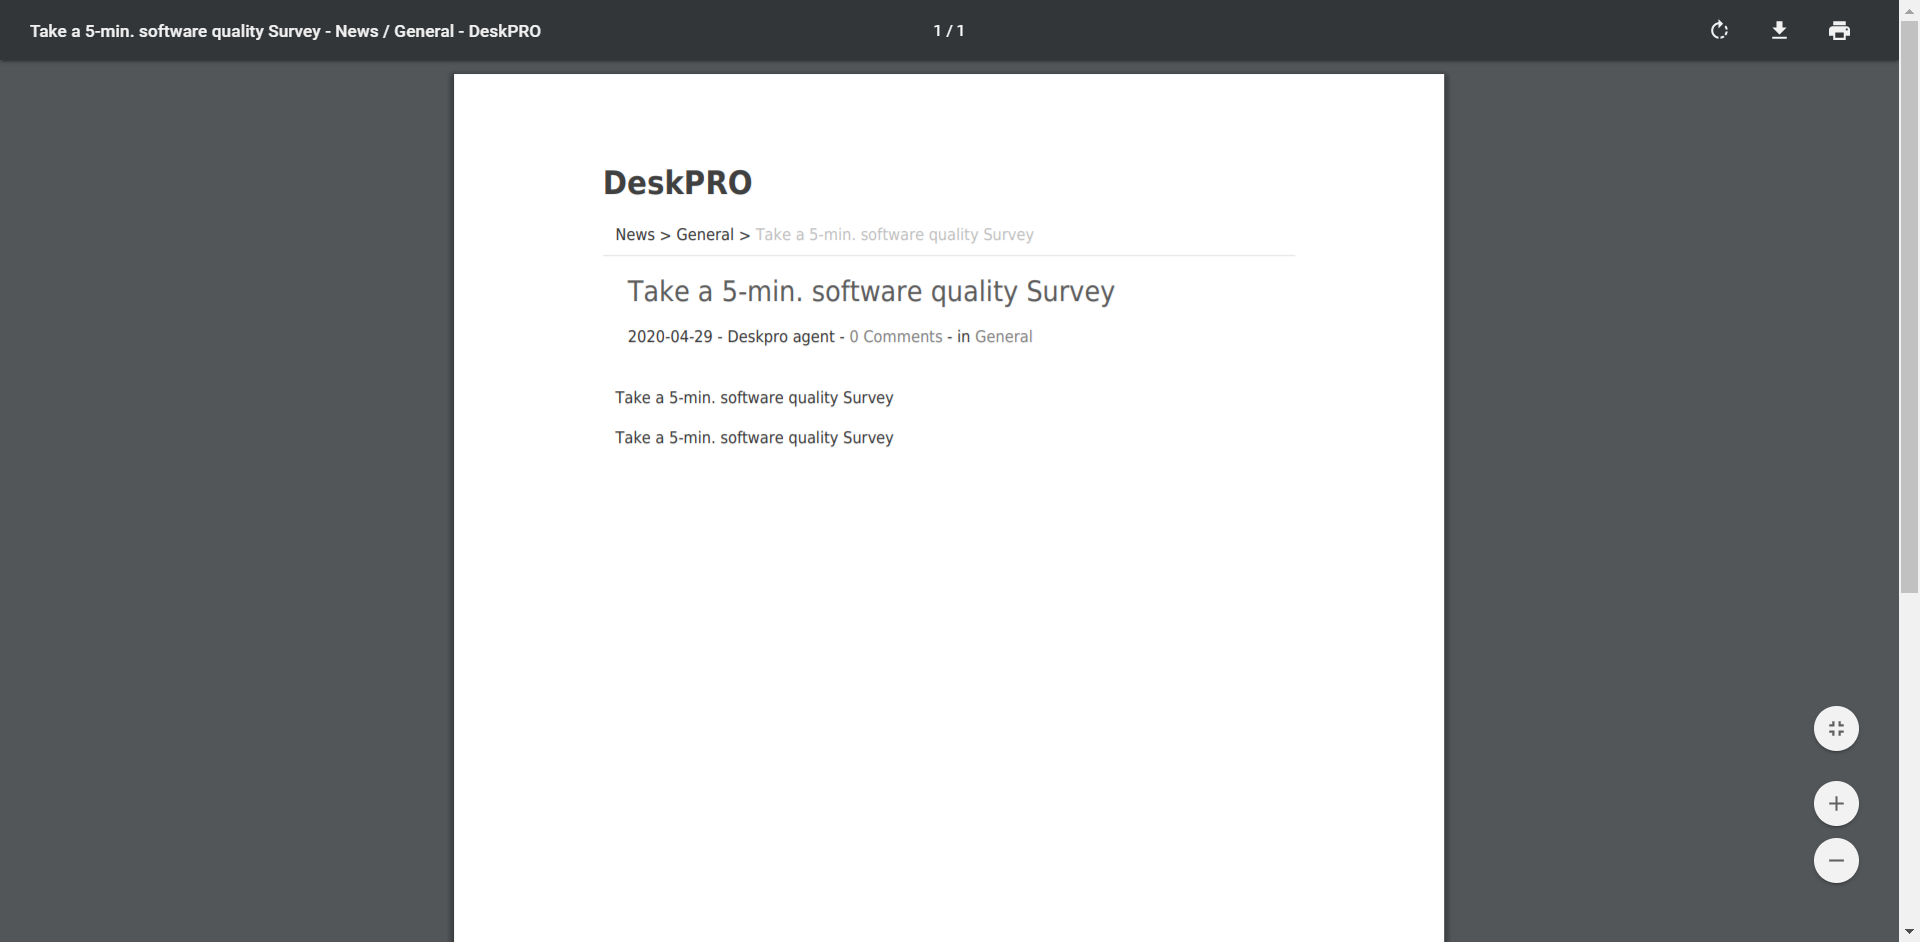 Take a 5-min. software quality Survey - News / General - DeskPRO
1 / 1
DeskPRO
News > General > Take a 5-min. software quality Survey
Take a 5-min. software quality Survey
2020-04-29 - Deskpro agent - 0 Comments - in General
Take a 5-min. software quality Survey
Take a 5-min. software quality Survey